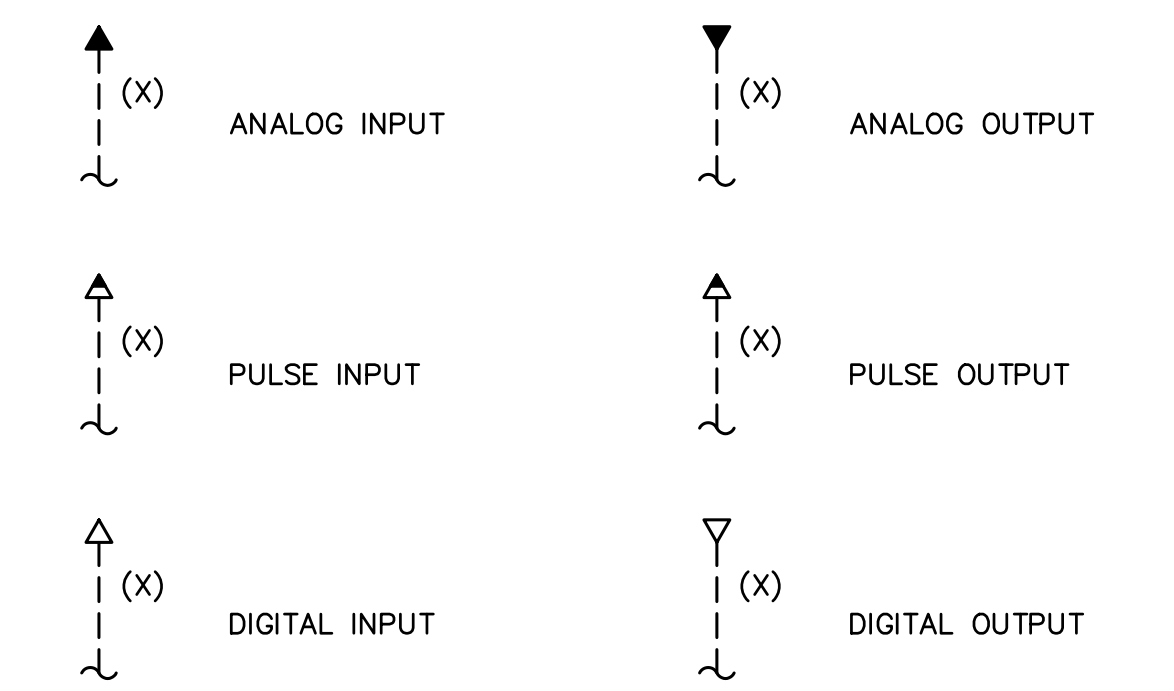 (X)
ANALOG INPUT
(X)
ANALOG OUTPUT
(X)
PULSE INPUT
(X)
PULSE OUTPUT
(X)
DIGITAL INPUT
(X)
DIGITAL OUTPUT